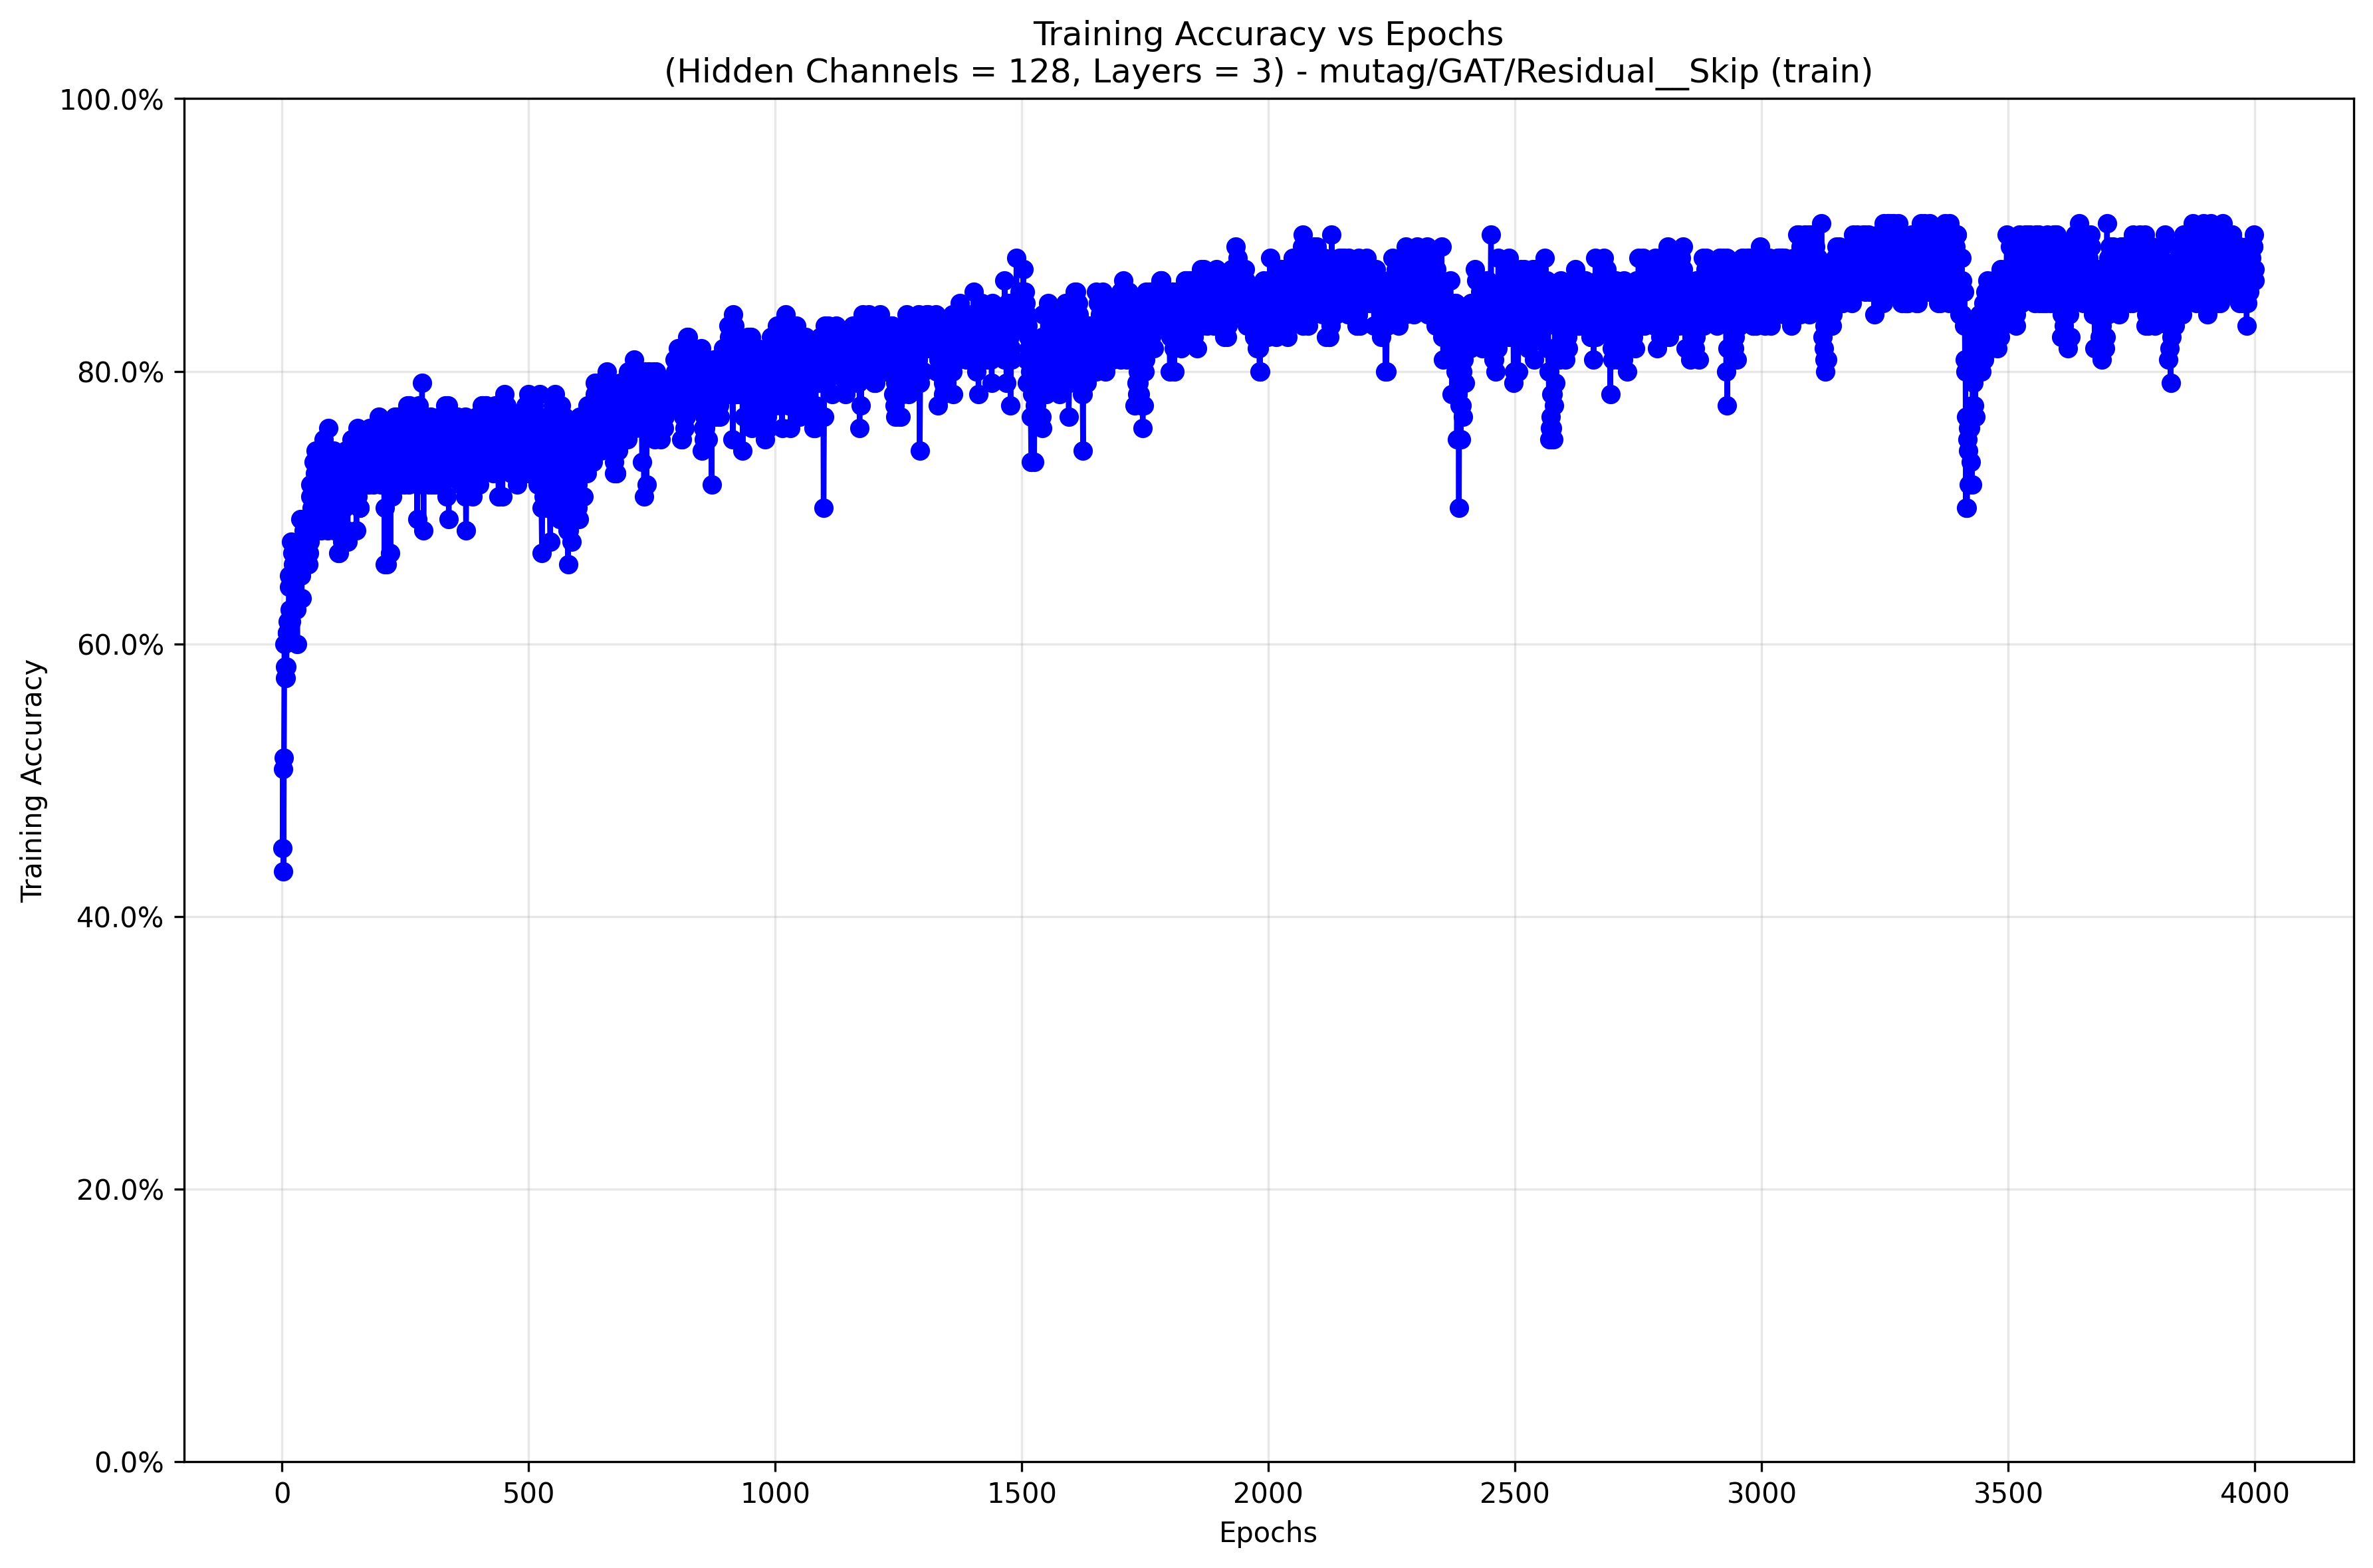 Training Accuracy vs Epochs
(Hidden Channels = 128, Layers = 3) - mutag/GAT/Residual__Skip (train)
100.0%
80.0%
60.0%
40.0%
20.0%
0.0%
Training Accuracy
0 500 1000 1500 2000 2500 3000 3500 4000
Epochs